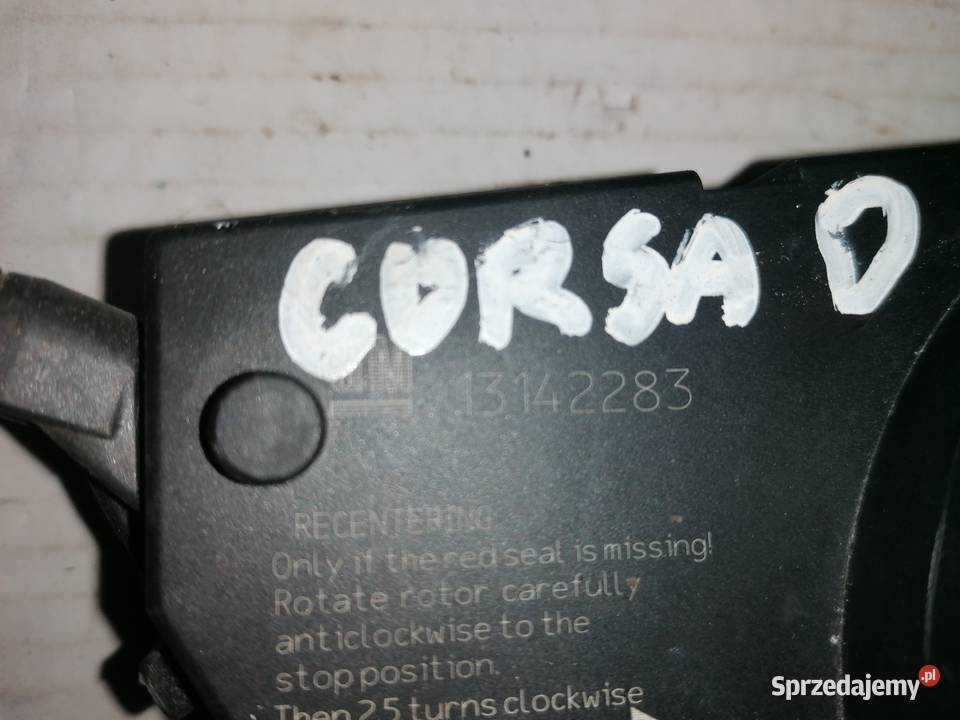 CORSA D
GM 13142283
RECENTERING
Only if the red seal is missing!
Rotate rotor carefully
anticlockwise to the
stop position.
Then 2.5 turns clockwise
Sprzedajemy.pl